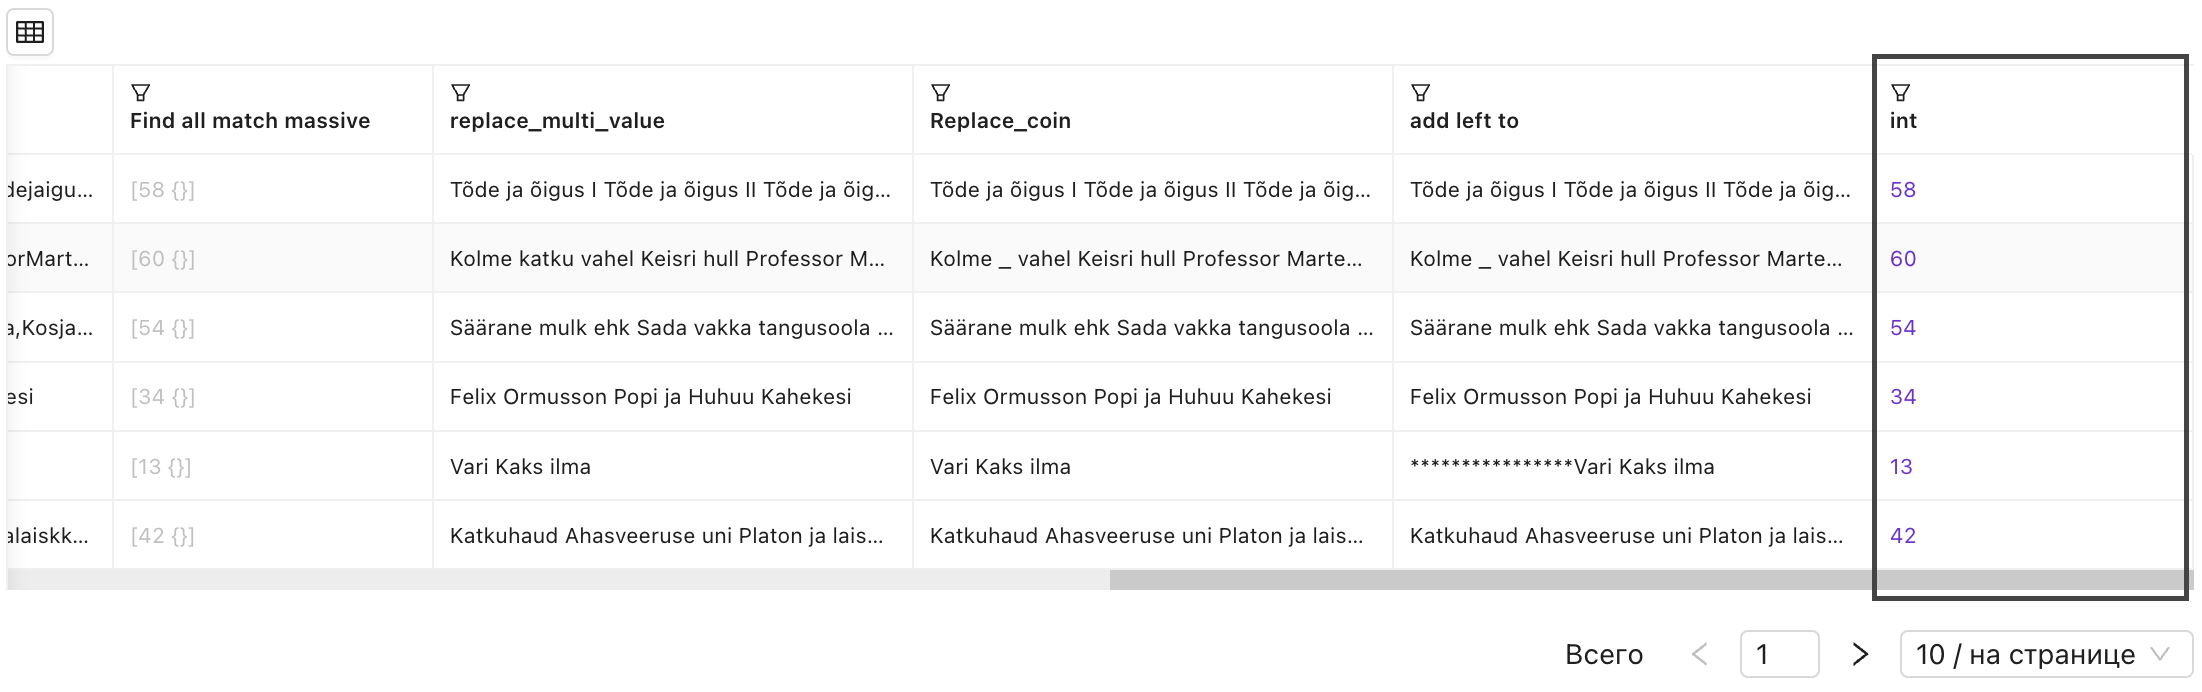 Find all match massive replace_multi_value Replace_coin add left to int
dejaigu... [58 {}] Tõde ja õigus I Tõde ja õigus II Tõde ja õig... Tõde ja õigus I Tõde ja õigus II Tõde ja õig... Tõde ja õigus I Tõde ja õigus II Tõde ja õig... 58
orMart... [60 {}] Kolme katku vahel Keisri hull Professor M... Kolme _ vahel Keisri hull Professor Marte... Kolme _ vahel Keisri hull Professor Marte... 60
a,Kosja... [54 {}] Säärane mulk ehk Sada vakka tangusoola ... Säärane mulk ehk Sada vakka tangusoola ... Säärane mulk ehk Sada vakka tangusoola ... 54
esi [34 {}] Felix Ormusson Popi ja Huhuu Kahekesi Felix Ormusson Popi ja Huhuu Kahekesi Felix Ormusson Popi ja Huhuu Kahekesi 34
[13 {}] Vari Kaks ilma Vari Kaks ilma ****************Vari Kaks ilma 13
alaiskk... [42 {}] Katkuhaud Ahasveeruse uni Platon ja lais... Katkuhaud Ahasveeruse uni Platon ja lais... Katkuhaud Ahasveeruse uni Platon ja lais... 42
Всего 1 10 / на странице